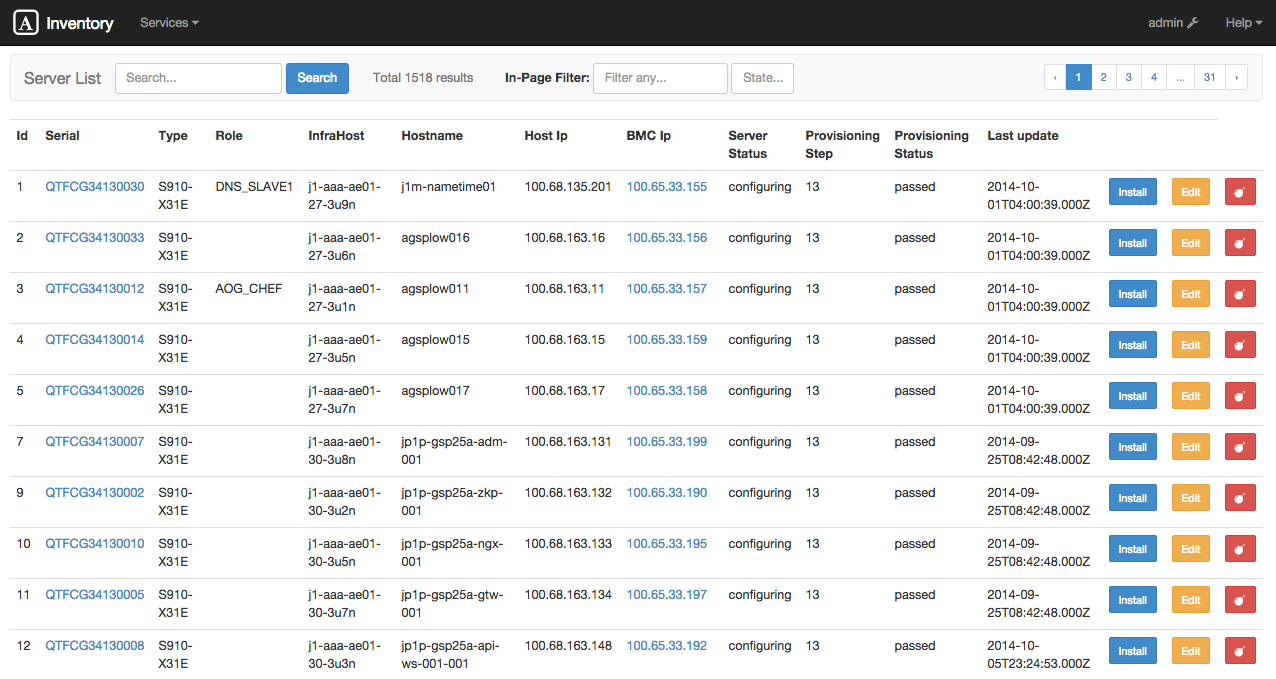 A Inventory Services admin Help
Server List Search... Search Total 1518 results In-Page Filter: Filter any... State... ‹ 1 2 3 4 ... 31 ›
Id Serial Type Role InfraHost Hostname Host Ip BMC Ip Server Provisioning Provisioning Last update
Status Step Status
1 QTFCG34130030 S910- DNS_SLAVE1 j1-aaa-ae01- j1m-nametime01 100.68.135.201 100.65.33.155 configuring 13 passed 2014-10- Install Edit
X31E 27-3u9n 01T04:00:39.000Z
2 QTFCG34130033 S910- j1-aaa-ae01- agsplow016 100.68.163.16 100.65.33.156 configuring 13 passed 2014-10- Install Edit
X31E 27-3u6n 01T04:00:39.000Z
3 QTFCG34130012 S910- AOG_CHEF j1-aaa-ae01- agsplow011 100.68.163.11 100.65.33.157 configuring 13 passed 2014-10- Install Edit
X31E 27-3u1n 01T04:00:39.000Z
4 QTFCG34130014 S910- j1-aaa-ae01- agsplow015 100.68.163.15 100.65.33.159 configuring 13 passed 2014-10- Install Edit
X31E 27-3u5n 01T04:00:39.000Z
5 QTFCG34130026 S910- j1-aaa-ae01- agsplow017 100.68.163.17 100.65.33.158 configuring 13 passed 2014-10- Install Edit
X31E 27-3u7n 01T04:00:39.000Z
7 QTFCG34130007 S910- j1-aaa-ae01- jp1p-gsp25a-adm- 100.68.163.131 100.65.33.199 configuring 13 passed 2014-09- Install Edit
X31E 30-3u8n 001 25T08:42:48.000Z
9 QTFCG34130002 S910- j1-aaa-ae01- jp1p-gsp25a-zkp- 100.68.163.132 100.65.33.190 configuring 13 passed 2014-09- Install Edit
X31E 30-3u2n 001 25T08:42:48.000Z
10 QTFCG34130010 S910- j1-aaa-ae01- jp1p-gsp25a-ngx- 100.68.163.133 100.65.33.195 configuring 13 passed 2014-09- Install Edit
X31E 30-3u5n 001 25T08:42:48.000Z
11 QTFCG34130005 S910- j1-aaa-ae01- jp1p-gsp25a-gtw- 100.68.163.134 100.65.33.197 configuring 13 passed 2014-09- Install Edit
X31E 30-3u7n 001 25T08:42:48.000Z
12 QTFCG34130008 S910- j1-aaa-ae01- jp1p-gsp25a-api- 100.68.163.148 100.65.33.192 configuring 13 passed 2014-10- Install Edit
X31E 30-3u3n ws-001-001 05T23:24:53.000Z